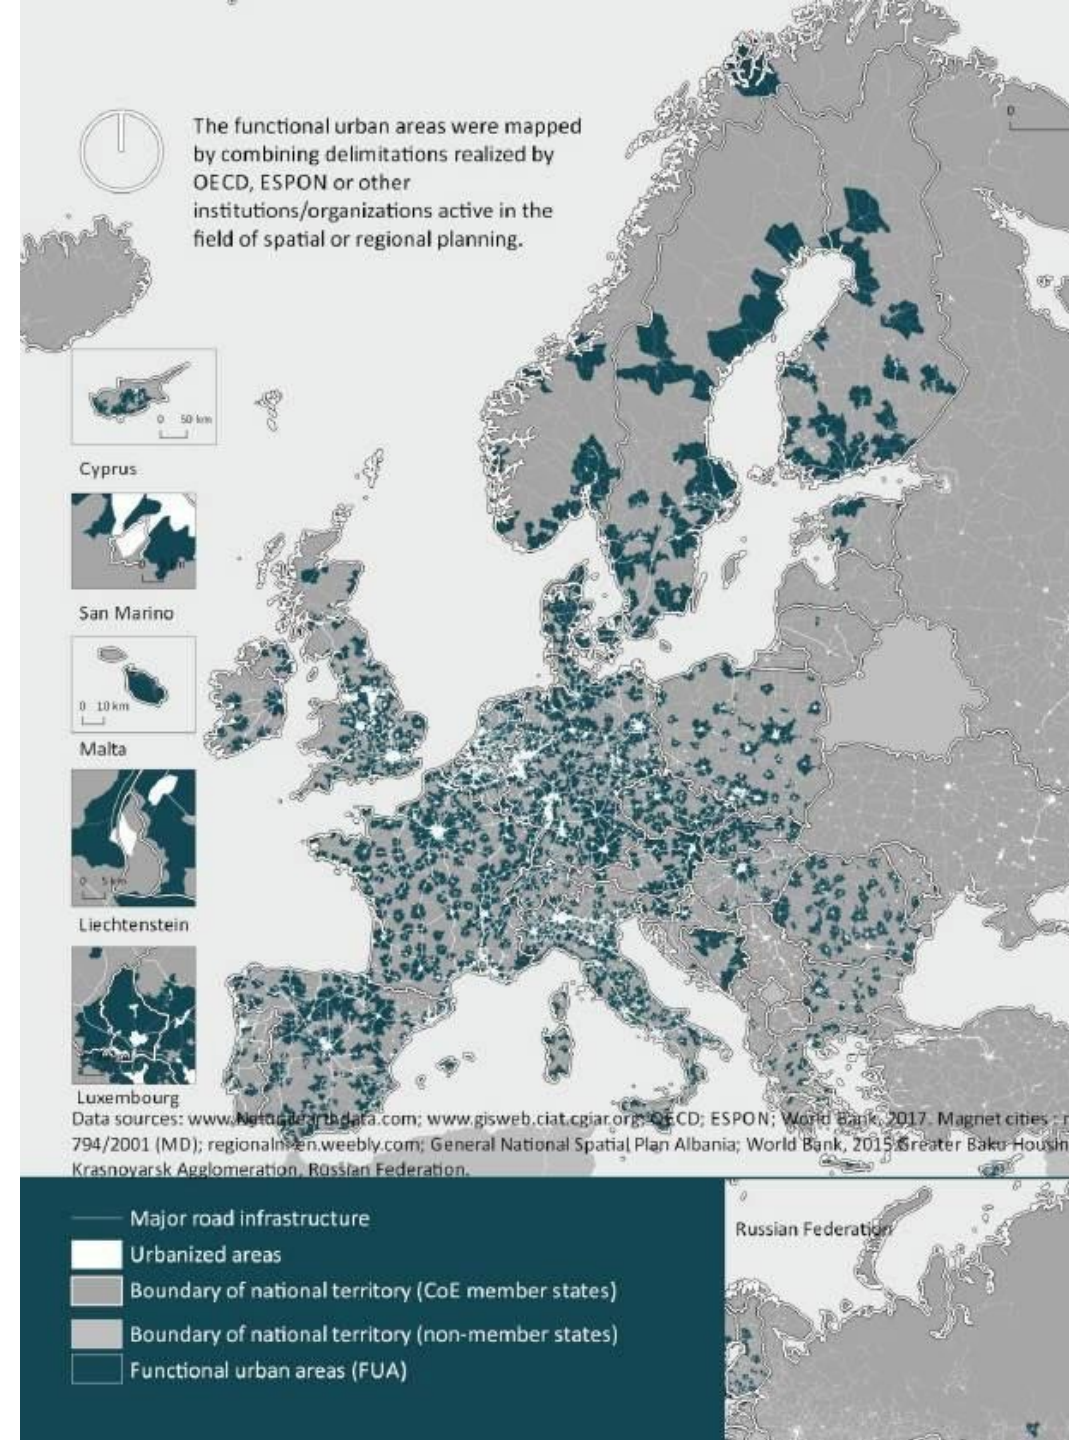 The functional urban areas were mapped
by combining delimitations realized by
OECD, ESPON or other
institutions/organizations active in the
field of spatial or regional planning.
0
0 50 km
Cyprus
San Marino
0 10 km
Malta
0 5 km
Liechtenstein
Luxembourg
Data sources: www.Naturalearthdata.com; www.gisweb.ciat.cgiar.org; OECD; ESPON; World Bank, 2017. Magnet cities :
794/2001 (MD); weebly.com; General National Spatial Plan Albania; World Bank, 2015 Greater Baku Housin
Krasnoyarsk Agglomeration, Russian Federation.
Major road infrastructure
Urbanized areas
Boundary of national territory (CoE member states)
Boundary of national territory (non-member states)
Functional urban areas (FUA)
Russian Federation